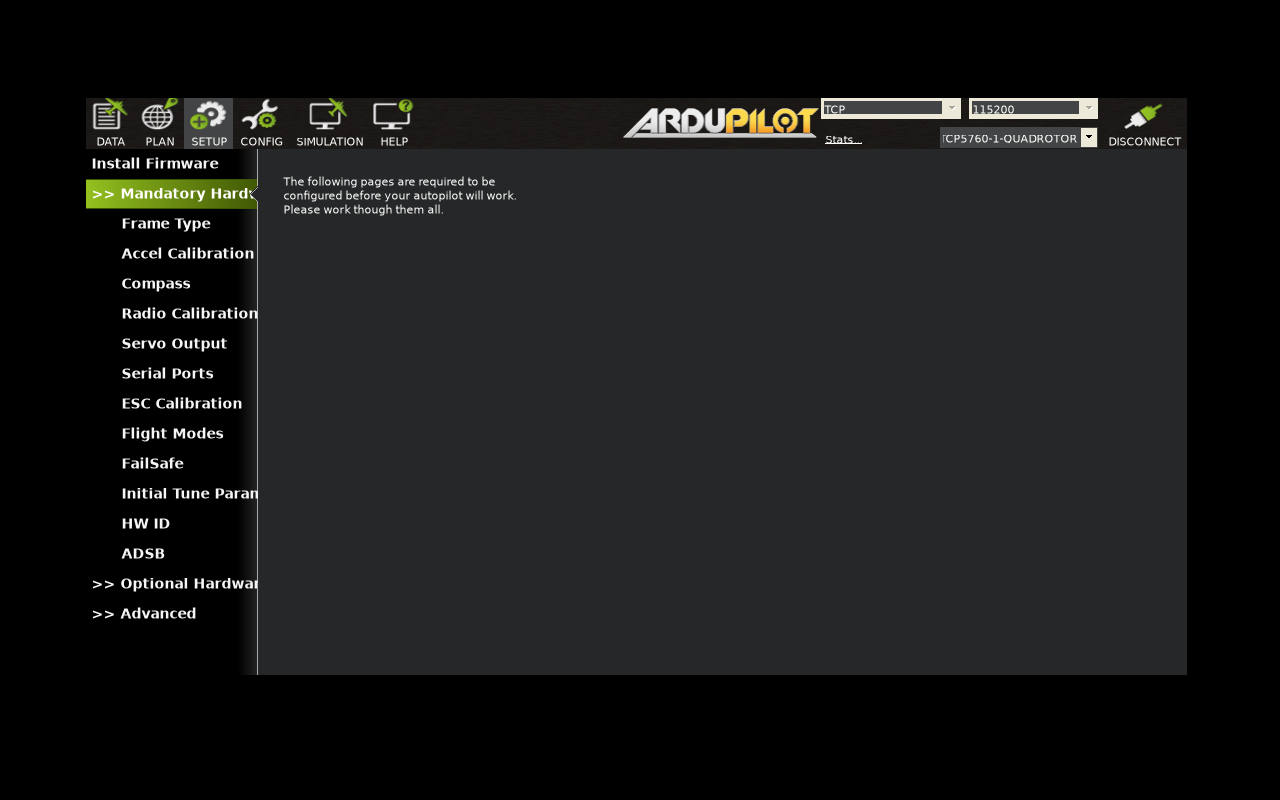 DATA PLAN SETUP CONFIG SIMULATION HELP
ARDUPILOT
TCP 115200
Stats... TCP5760-1-QUADROTOR DISCONNECT
Install Firmware
>> Mandatory Hard
Frame Type
Accel Calibration
Compass
Radio Calibration
Servo Output
Serial Ports
ESC Calibration
Flight Modes
FailSafe
Initial Tune Param
HW ID
ADSB
>> Optional Hardwar
>> Advanced
The following pages are required to be
configured before your autopilot will work.
Please work though them all.